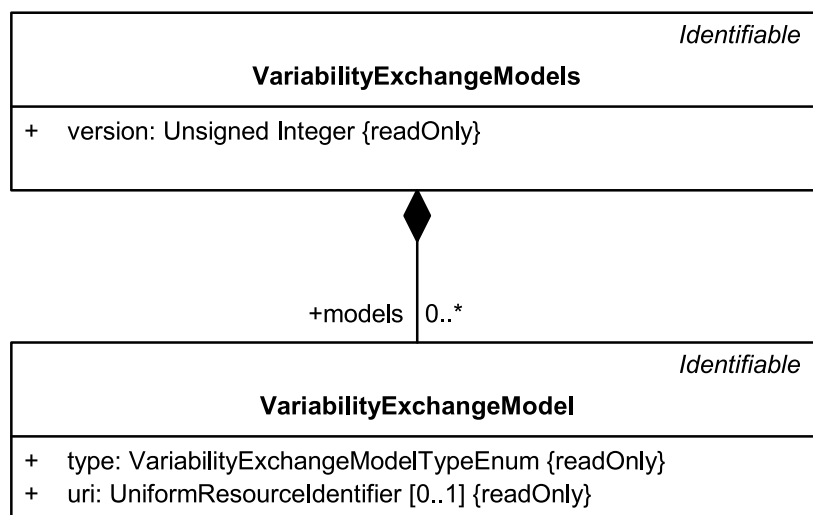 Identifiable
VariabilityExchangeModels
+ version: Unsigned Integer {readOnly}
+models 0..*
Identifiable
VariabilityExchangeModel
+ type: VariabilityExchangeModelTypeEnum {readOnly}
+ uri: UniformResourceIdentifier [0..1] {readOnly}